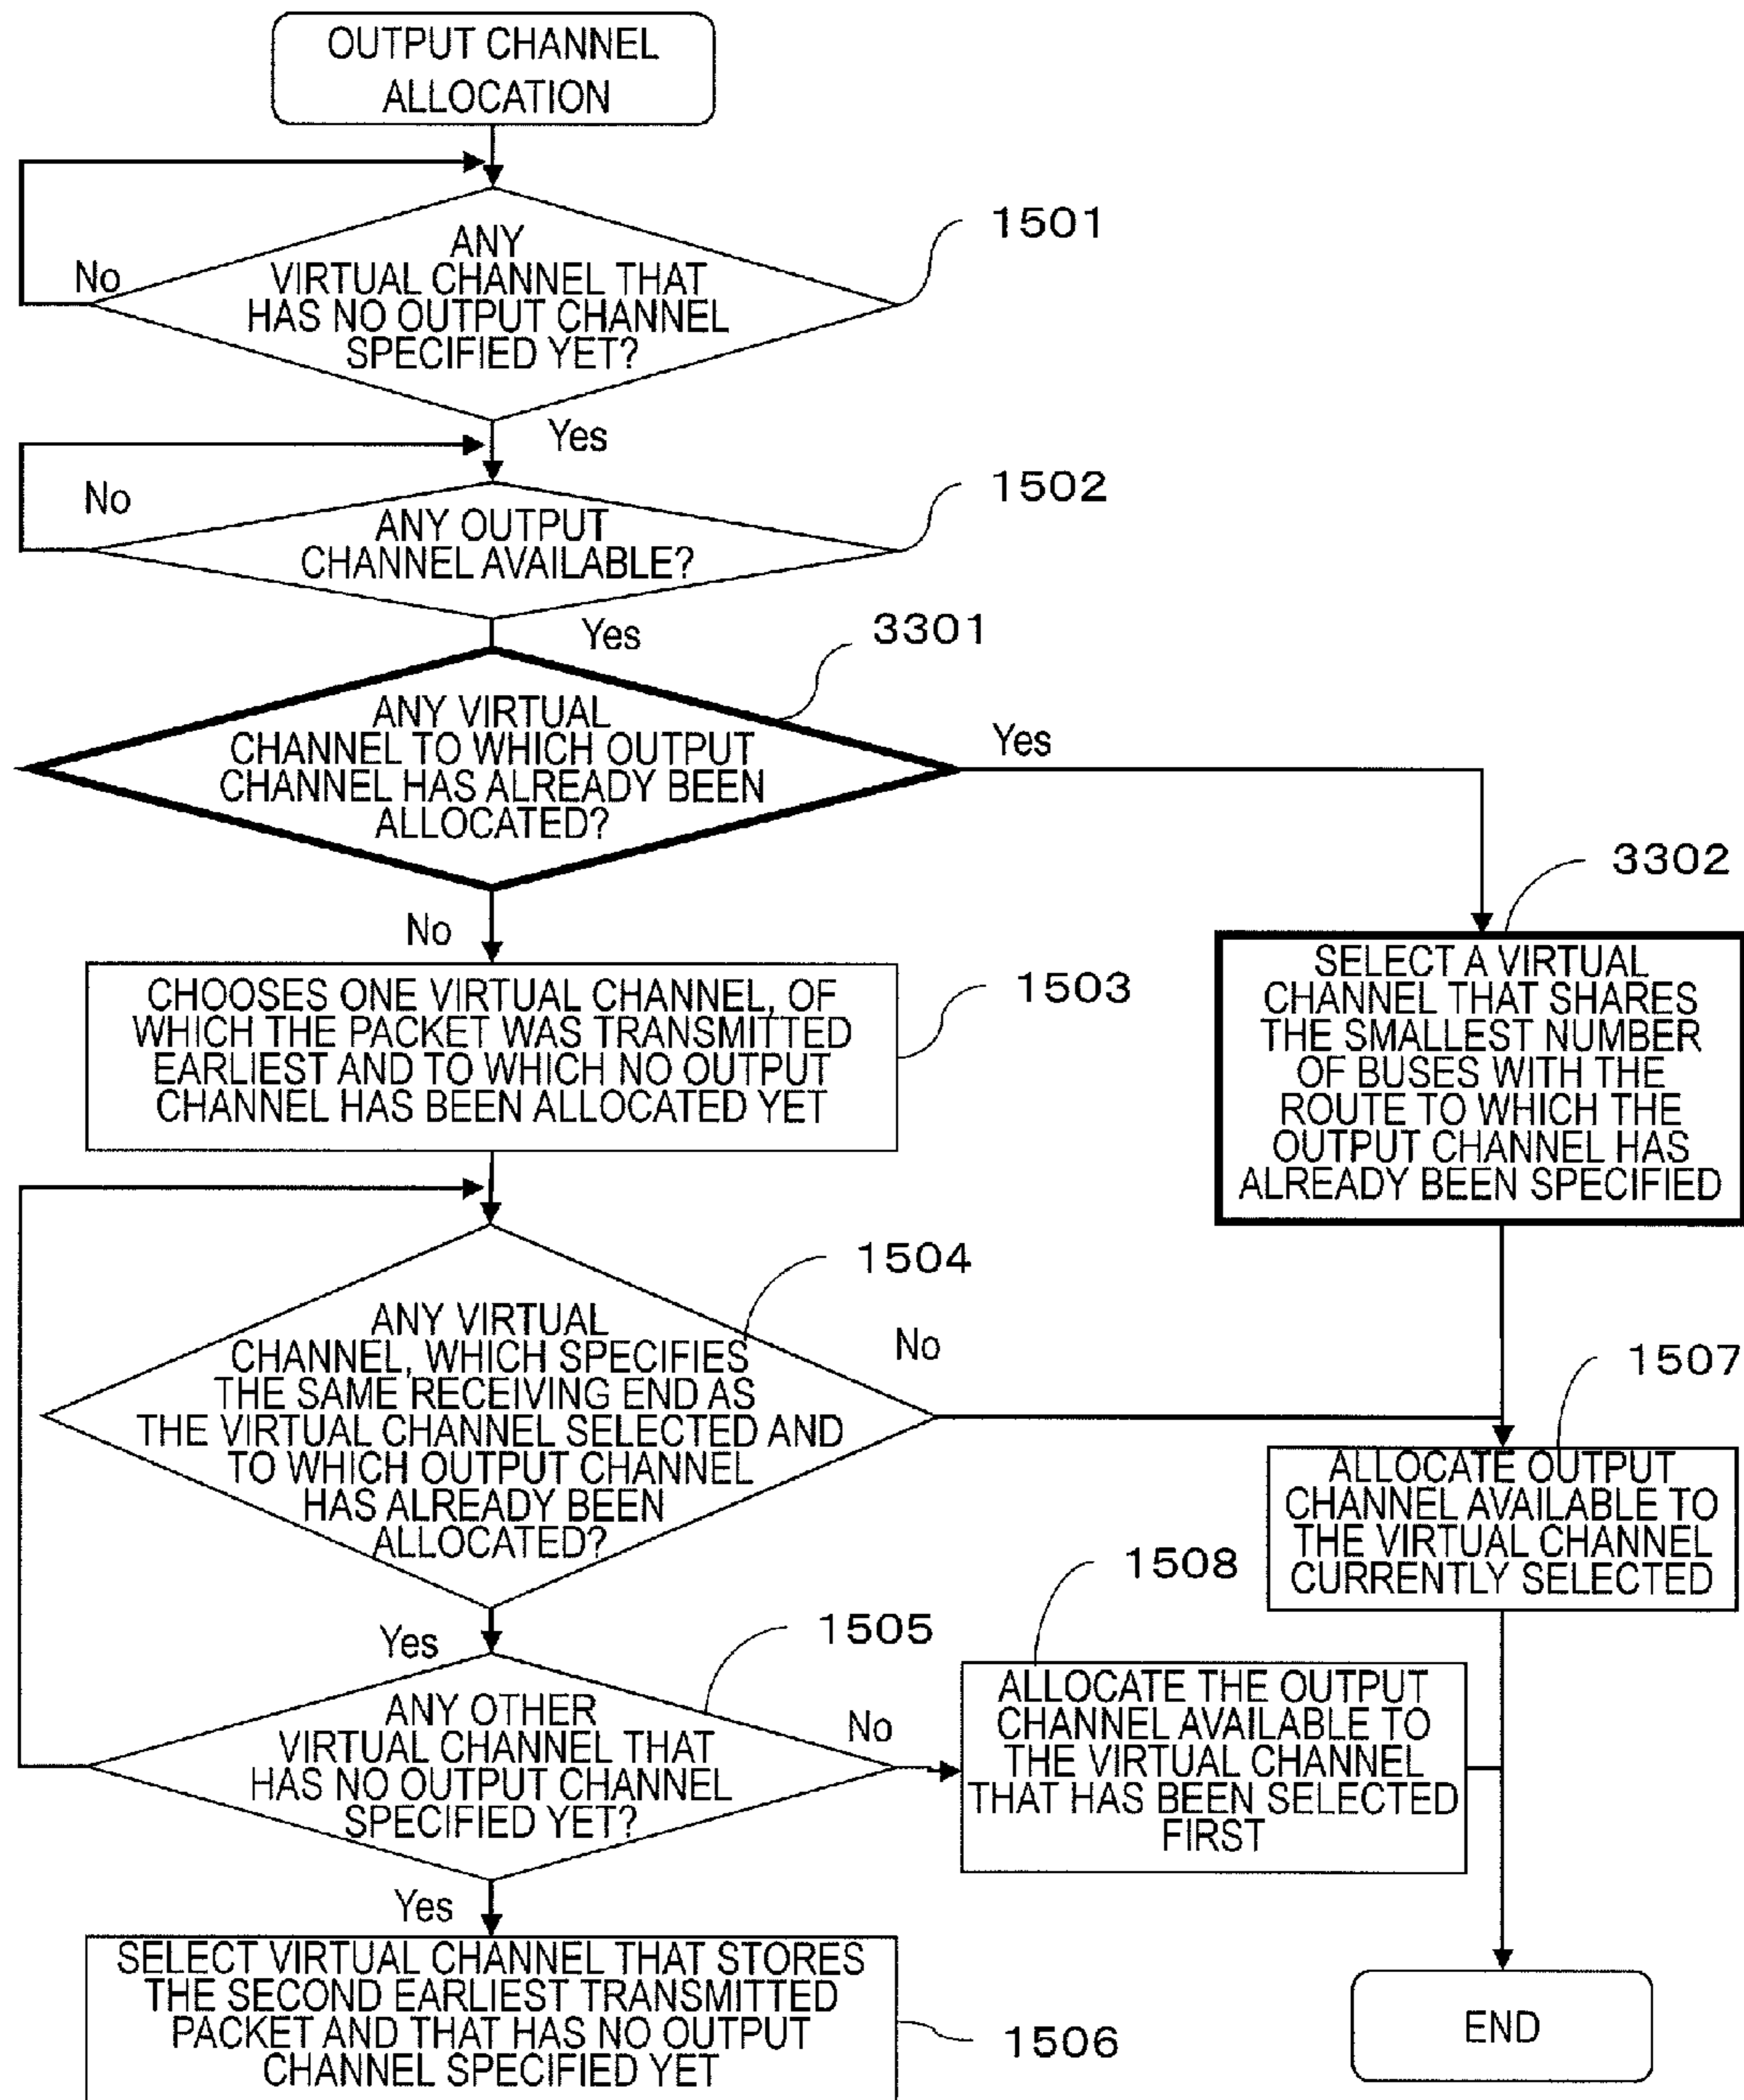 OUTPUT CHANNEL
ALLOCATION
1501
ANY
VIRTUAL CHANNEL THAT
HAS NO OUTPUT CHANNEL
SPECIFIED YET?
No
Yes
1502
No
ANY OUTPUT
CHANNEL AVAILABLE?
Yes
3301
ANY VIRTUAL
CHANNEL TO WHICH OUTPUT
CHANNEL HAS ALREADY BEEN
ALLOCATED?
Yes
No
3302
SELECT A VIRTUAL
CHANNEL THAT SHARES
THE SMALLEST NUMBER
OF BUSES WITH THE
ROUTE TO WHICH THE
OUTPUT CHANNEL HAS
ALREADY BEEN SPECIFIED
CHOOSES ONE VIRTUAL CHANNEL, OF
WHICH THE PACKET WAS TRANSMITTED
EARLIEST AND TO WHICH NO OUTPUT
CHANNEL HAS BEEN ALLOCATED YET
1503
1504
ANY VIRTUAL
CHANNEL, WHICH SPECIFIES
THE SAME RECEIVING END AS
THE VIRTUAL CHANNEL SELECTED AND
TO WHICH OUTPUT CHANNEL
HAS ALREADY BEEN
ALLOCATED?
No
Yes
1507
ALLOCATE OUTPUT
CHANNEL AVAILABLE TO
THE VIRTUAL CHANNEL
CURRENTLY SELECTED
1505
ANY OTHER
VIRTUAL CHANNEL THAT
HAS NO OUTPUT CHANNEL
SPECIFIED YET?
No
Yes
1508
ALLOCATE THE OUTPUT
CHANNEL AVAILABLE TO
THE VIRTUAL CHANNEL
THAT HAS BEEN SELECTED
FIRST
SELECT VIRTUAL CHANNEL THAT STORES
THE SECOND EARLIEST TRANSMITTED
PACKET AND THAT HAS NO OUTPUT
CHANNEL SPECIFIED YET
1506
END